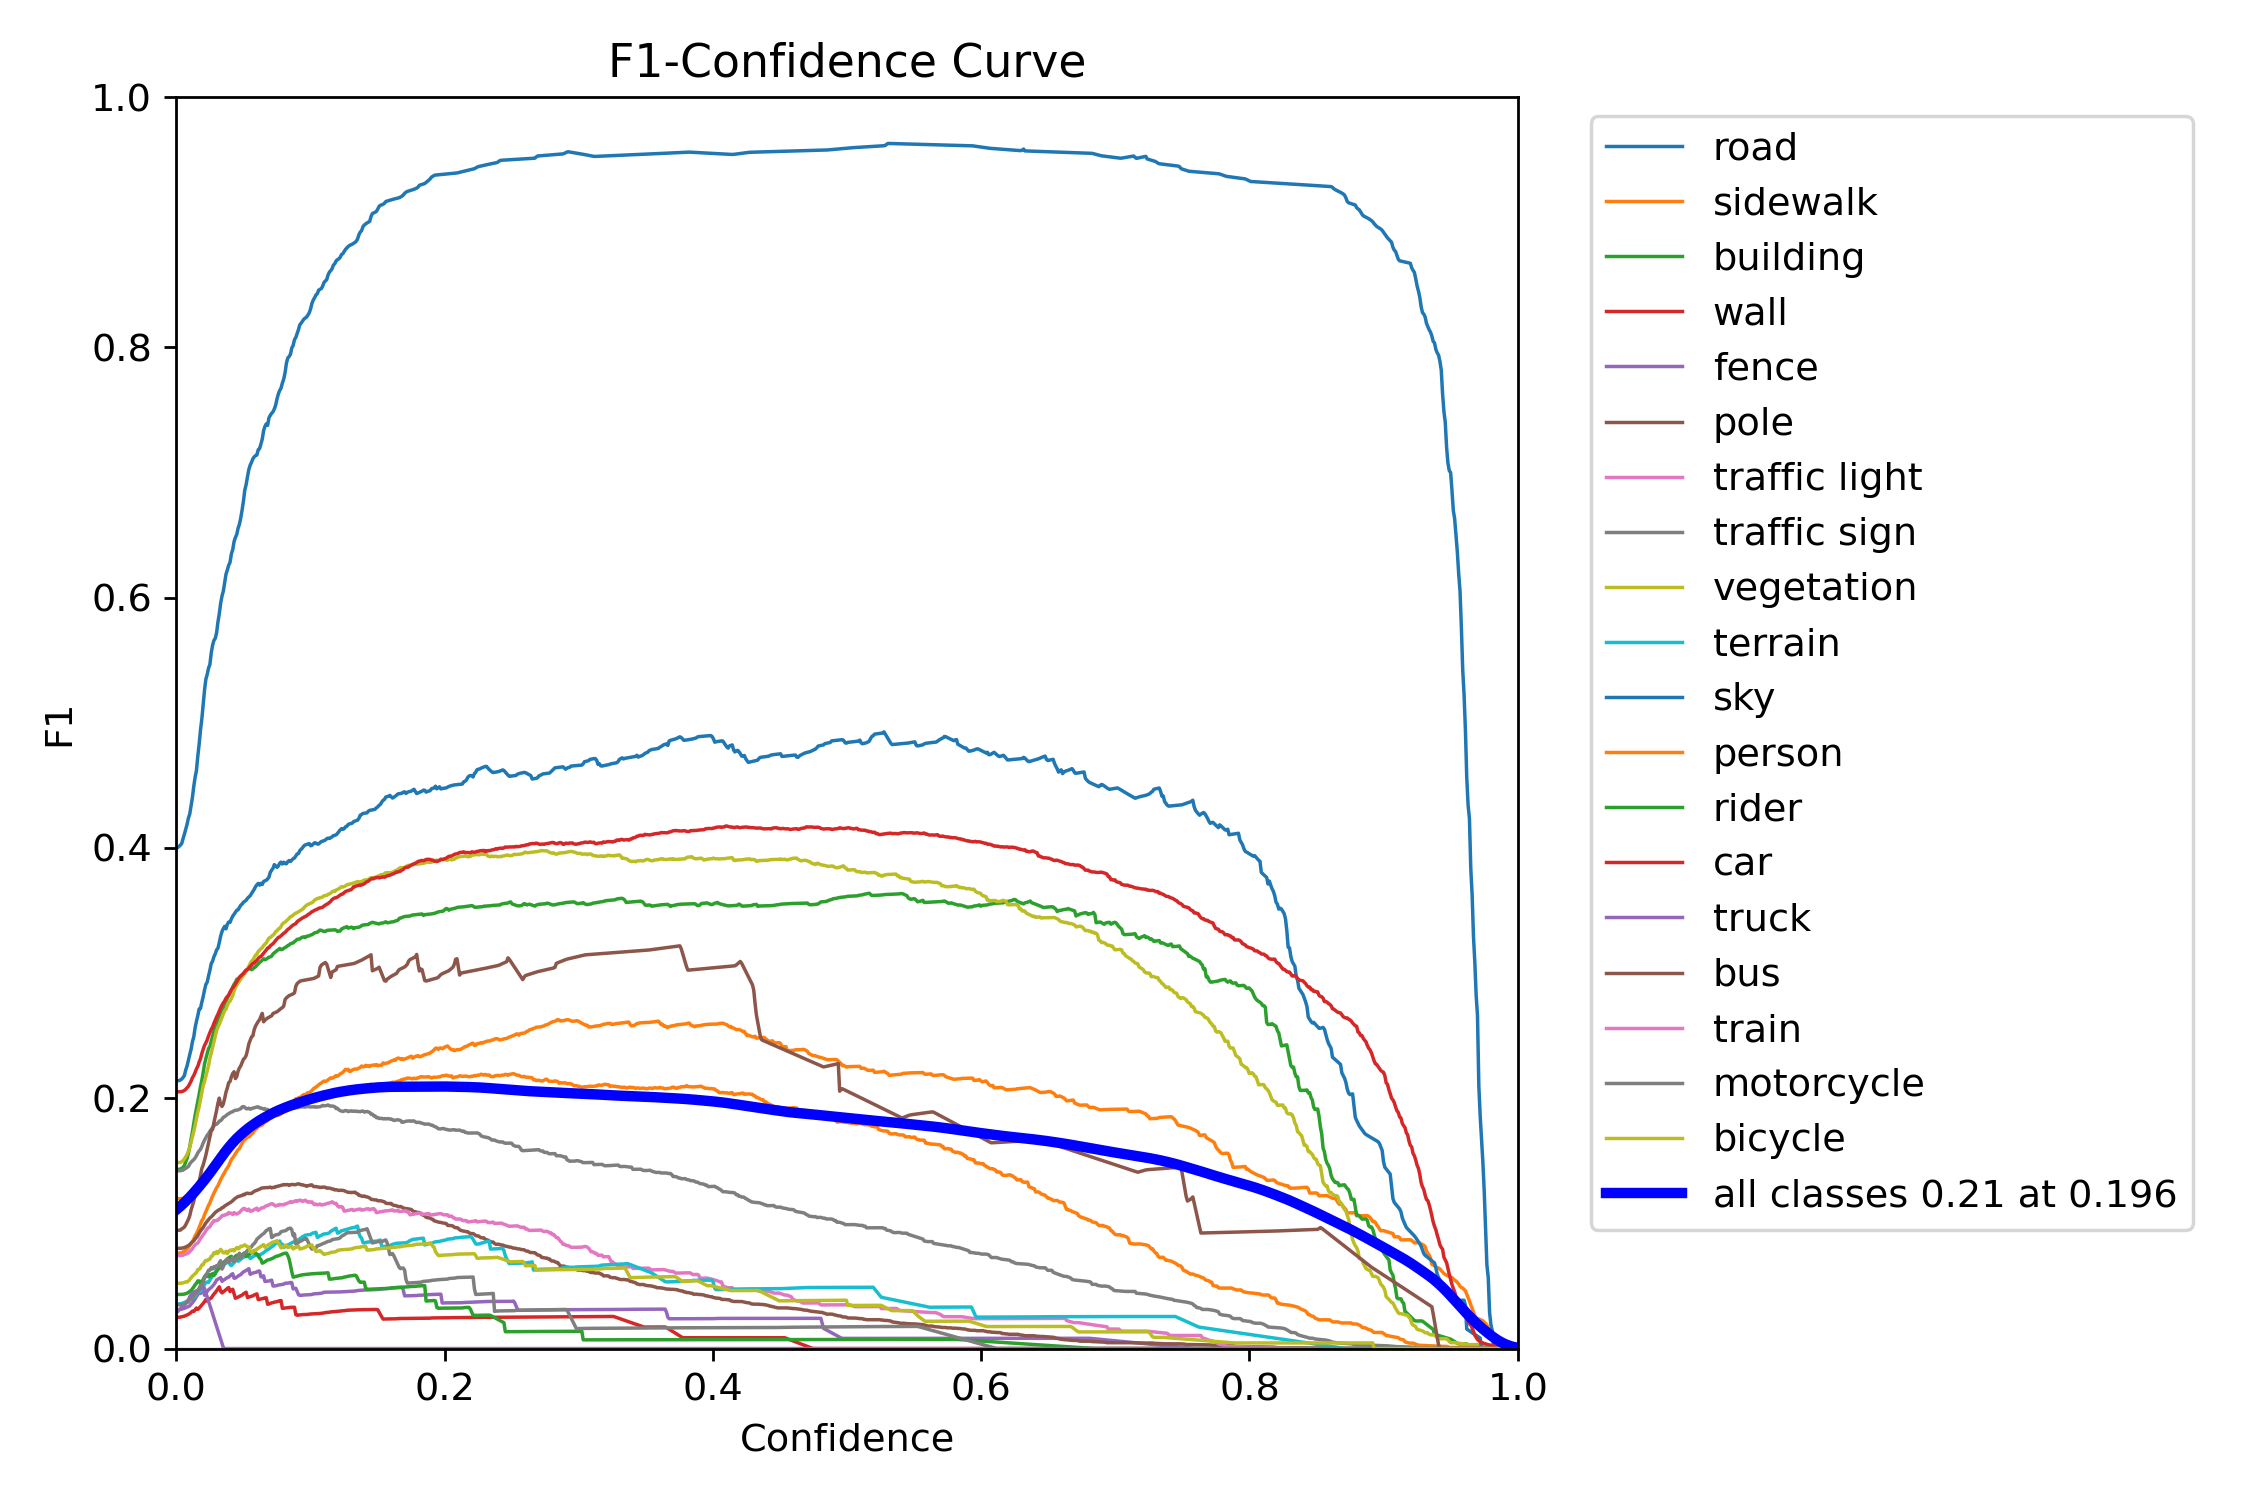 F1-Confidence Curve
1.0
0.8
0.6
0.4
0.2
0.0
F1
0.0 0.2 0.4 0.6 0.8 1.0
Confidence
road
sidewalk
building
wall
fence
pole
traffic light
traffic sign
vegetation
terrain
sky
person
rider
car
truck
bus
train
motorcycle
bicycle
all classes 0.21 at 0.196